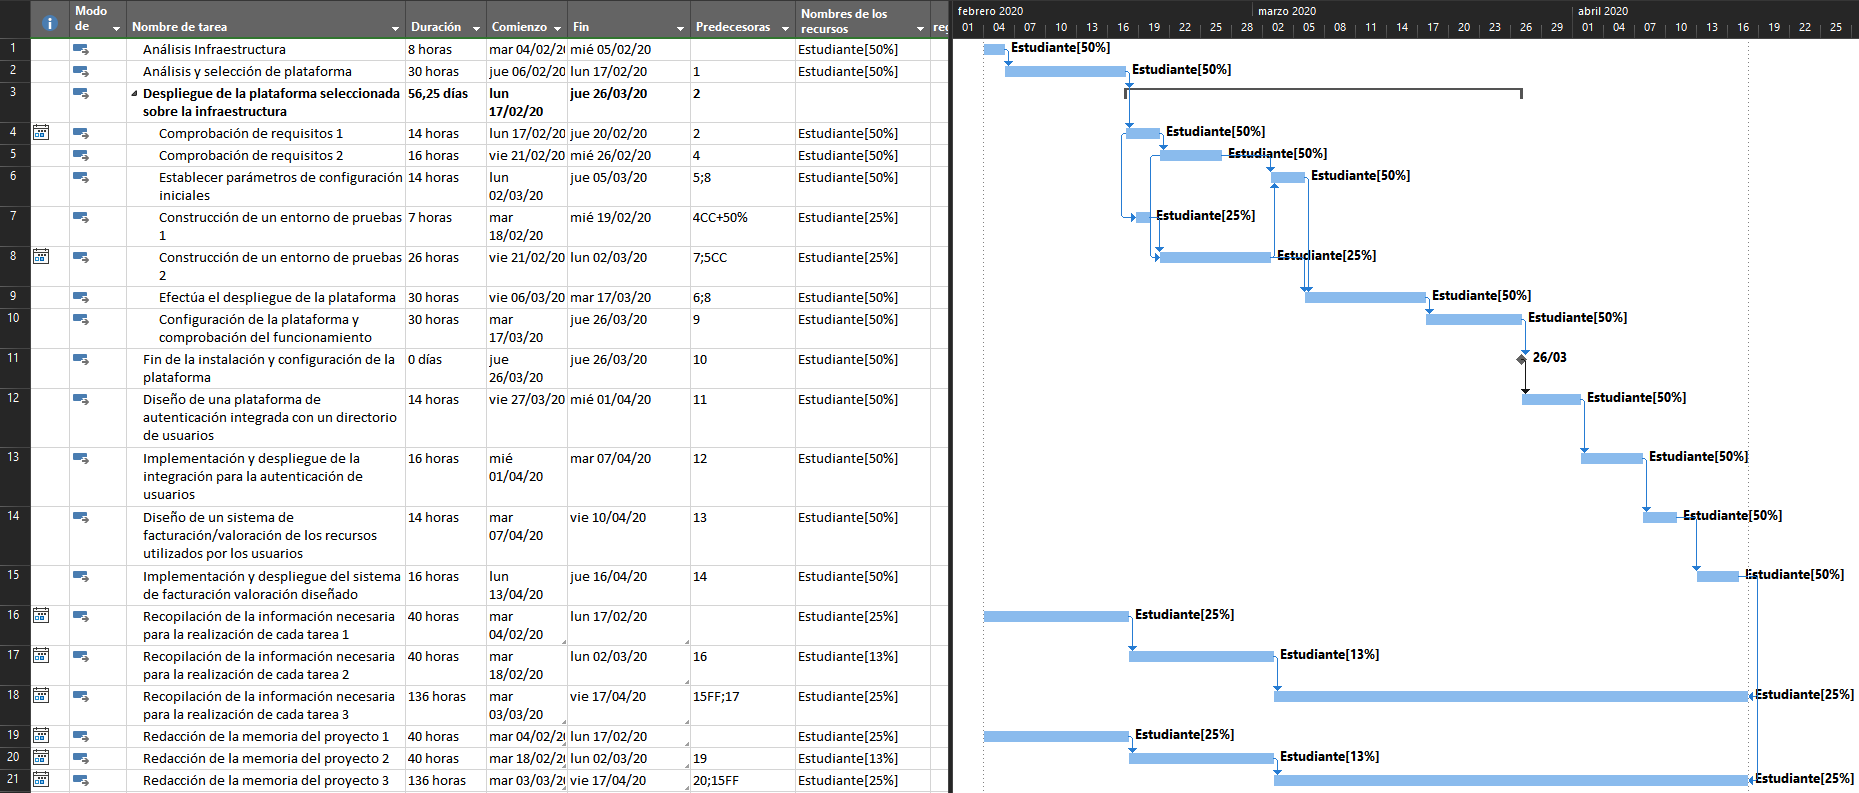 Modo de Nombre de tarea Duración Comienzo Fin Predecesoras Nombres de los recursos reg
febrero 2020 marzo 2020 abril 2020
01 04 07 10 13 16 19 22 25 28 02 05 08 11 14 17 20 23 26 29 01 04 07 10 13 16 19 22 25
1 Análisis Infraestructura 8 horas mar 04/02/20 mié 05/02/20 Estudiante[50%]
2 Análisis y selección de plataforma 30 horas jue 06/02/20 lun 17/02/20 1 Estudiante[50%]
3 Despliegue de la plataforma seleccionada sobre la infraestructura 56,25 días lun 17/02/20 jue 26/03/20 2
4 Comprobación de requisitos 1 14 horas lun 17/02/20 jue 20/02/20 2 Estudiante[50%]
5 Comprobación de requisitos 2 16 horas vie 21/02/20 mié 26/02/20 4 Estudiante[50%]
6 Establecer parámetros de configuración iniciales 14 horas lun 02/03/20 jue 05/03/20 5;8 Estudiante[50%]
7 Construcción de un entorno de pruebas 1 7 horas mar 18/02/20 mié 19/02/20 4CC+50% Estudiante[25%]
8 Construcción de un entorno de pruebas 2 26 horas vie 21/02/20 lun 02/03/20 7;5CC Estudiante[25%]
9 Efectúa el despliegue de la plataforma 30 horas vie 06/03/20 mar 17/03/20 6;8 Estudiante[50%]
10 Configuración de la plataforma y comprobación del funcionamiento 30 horas mar 17/03/20 jue 26/03/20 9 Estudiante[50%]
11 Fin de la instalación y configuración de la plataforma 0 días jue 26/03/20 jue 26/03/20 10 Estudiante[50%]
12 Diseño de una plataforma de autenticación integrada con un directorio de usuarios 14 horas vie 27/03/20 mié 01/04/20 11 Estudiante[50%]
13 Implementación y despliegue de la integración para la autenticación de usuarios 16 horas mié 01/04/20 mar 07/04/20 12 Estudiante[50%]
14 Diseño de un sistema de facturación/valoración de los recursos utilizados por los usuarios 14 horas mar 07/04/20 vie 10/04/20 13 Estudiante[50%]
15 Implementación y despliegue del sistema de facturación valoración diseñado 16 horas lun 13/04/20 jue 16/04/20 14 Estudiante[50%]
16 Recopilación de la información necesaria para la realización de cada tarea 1 40 horas mar 04/02/20 lun 17/02/20 Estudiante[25%]
17 Recopilación de la información necesaria para la realización de cada tarea 2 40 horas mar 18/02/20 lun 02/03/20 16 Estudiante[13%]
18 Recopilación de la información necesaria para la realización de cada tarea 3 136 horas mar 03/03/20 vie 17/04/20 15FF;17 Estudiante[25%]
19 Redacción de la memoria del proyecto 1 40 horas mar 04/02/20 lun 17/02/20 Estudiante[25%]
20 Redacción de la memoria del proyecto 2 40 horas mar 18/02/20 lun 02/03/20 19 Estudiante[13%]
21 Redacción de la memoria del proyecto 3 136 horas mar 03/03/20 vie 17/04/20 20;15FF Estudiante[25%]
Estudiante[50%]
Estudiante[50%]
Estudiante[50%]
Estudiante[50%]
Estudiante[50%]
Estudiante[25%]
Estudiante[25%]
Estudiante[50%]
Estudiante[50%]
26/03
Estudiante[50%]
Estudiante[50%]
Estudiante[50%]
Estudiante[50%]
Estudiante[25%]
Estudiante[13%]
Estudiante[25%]
Estudiante[25%]
Estudiante[13%]
Estudiante[25%]